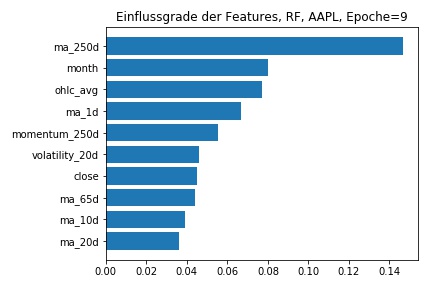 Einflussgrade der Features, RF, AAPL, Epoche=9
ma_250d
month
ohlc_avg
ma_1d
momentum_250d
volatility_20d
close
ma_65d
ma_10d
ma_20d
0.00 0.02 0.04 0.06 0.08 0.10 0.12 0.14